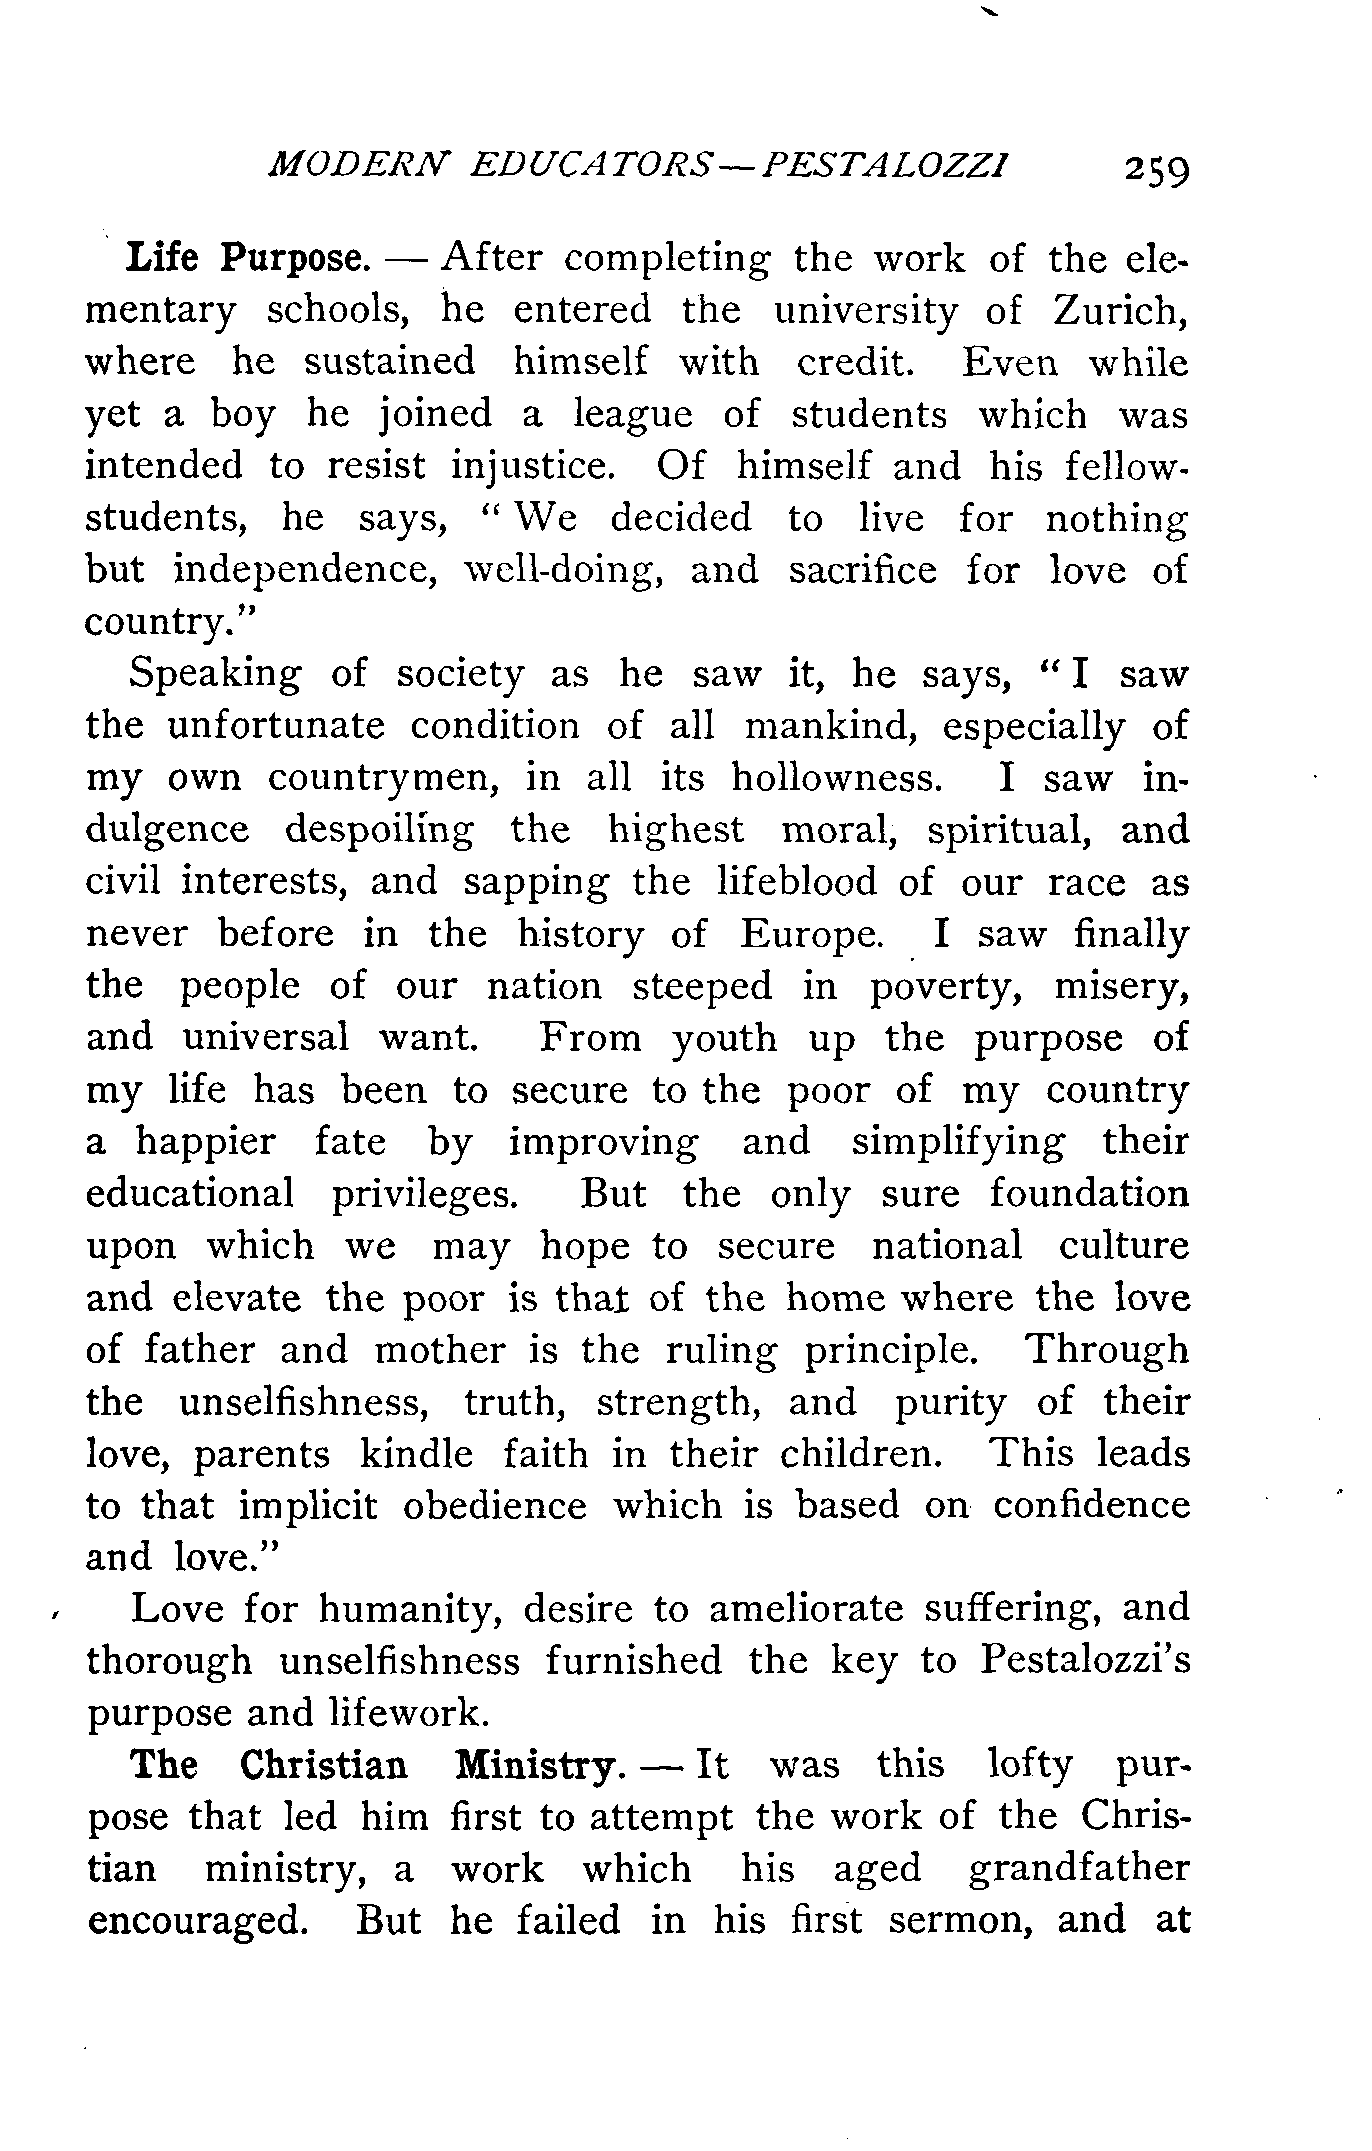 MODERN EDUCATORS—PESTALOZZI 259
Life Purpose. — After completing the work of the ele-
mentary schools, he entered the university of Zurich,
where he sustained himself with credit. Even while
yet a boy he joined a league of students which was
intended to resist injustice. Of himself and his fellow-
students, he says, “ We decided to live for nothing
but independence, well-doing, and sacrifice for love of
country.”
Speaking of society as he saw it, he says, “ I saw
the unfortunate condition of all mankind, especially of
my own countrymen, in all its hollowness. I saw in-
dulgence despoiling the highest moral, spiritual, and
civil interests, and sapping the lifeblood of our race as
never before in the history of Europe. I saw finally
the people of our nation steeped in poverty, misery,
and universal want. From youth up the purpose of
my life has been to secure to the poor of my country
a happier fate by improving and simplifying their
educational privileges. But the only sure foundation
upon which we may hope to secure national culture
and elevate the poor is that of the home where the love
of father and mother is the ruling principle. Through
the unselfishness, truth, strength, and purity of their
love, parents kindle faith in their children. This leads
to that implicit obedience which is based on confidence
and love.”
Love for humanity, desire to ameliorate suffering, and
thorough unselfishness furnished the key to Pestalozzi’s
purpose and lifework.
The Christian Ministry. — It was this lofty pur-
pose that led him first to attempt the work of the Chris-
tian ministry, a work which his aged grandfather
encouraged. But he failed in his first sermon, and at